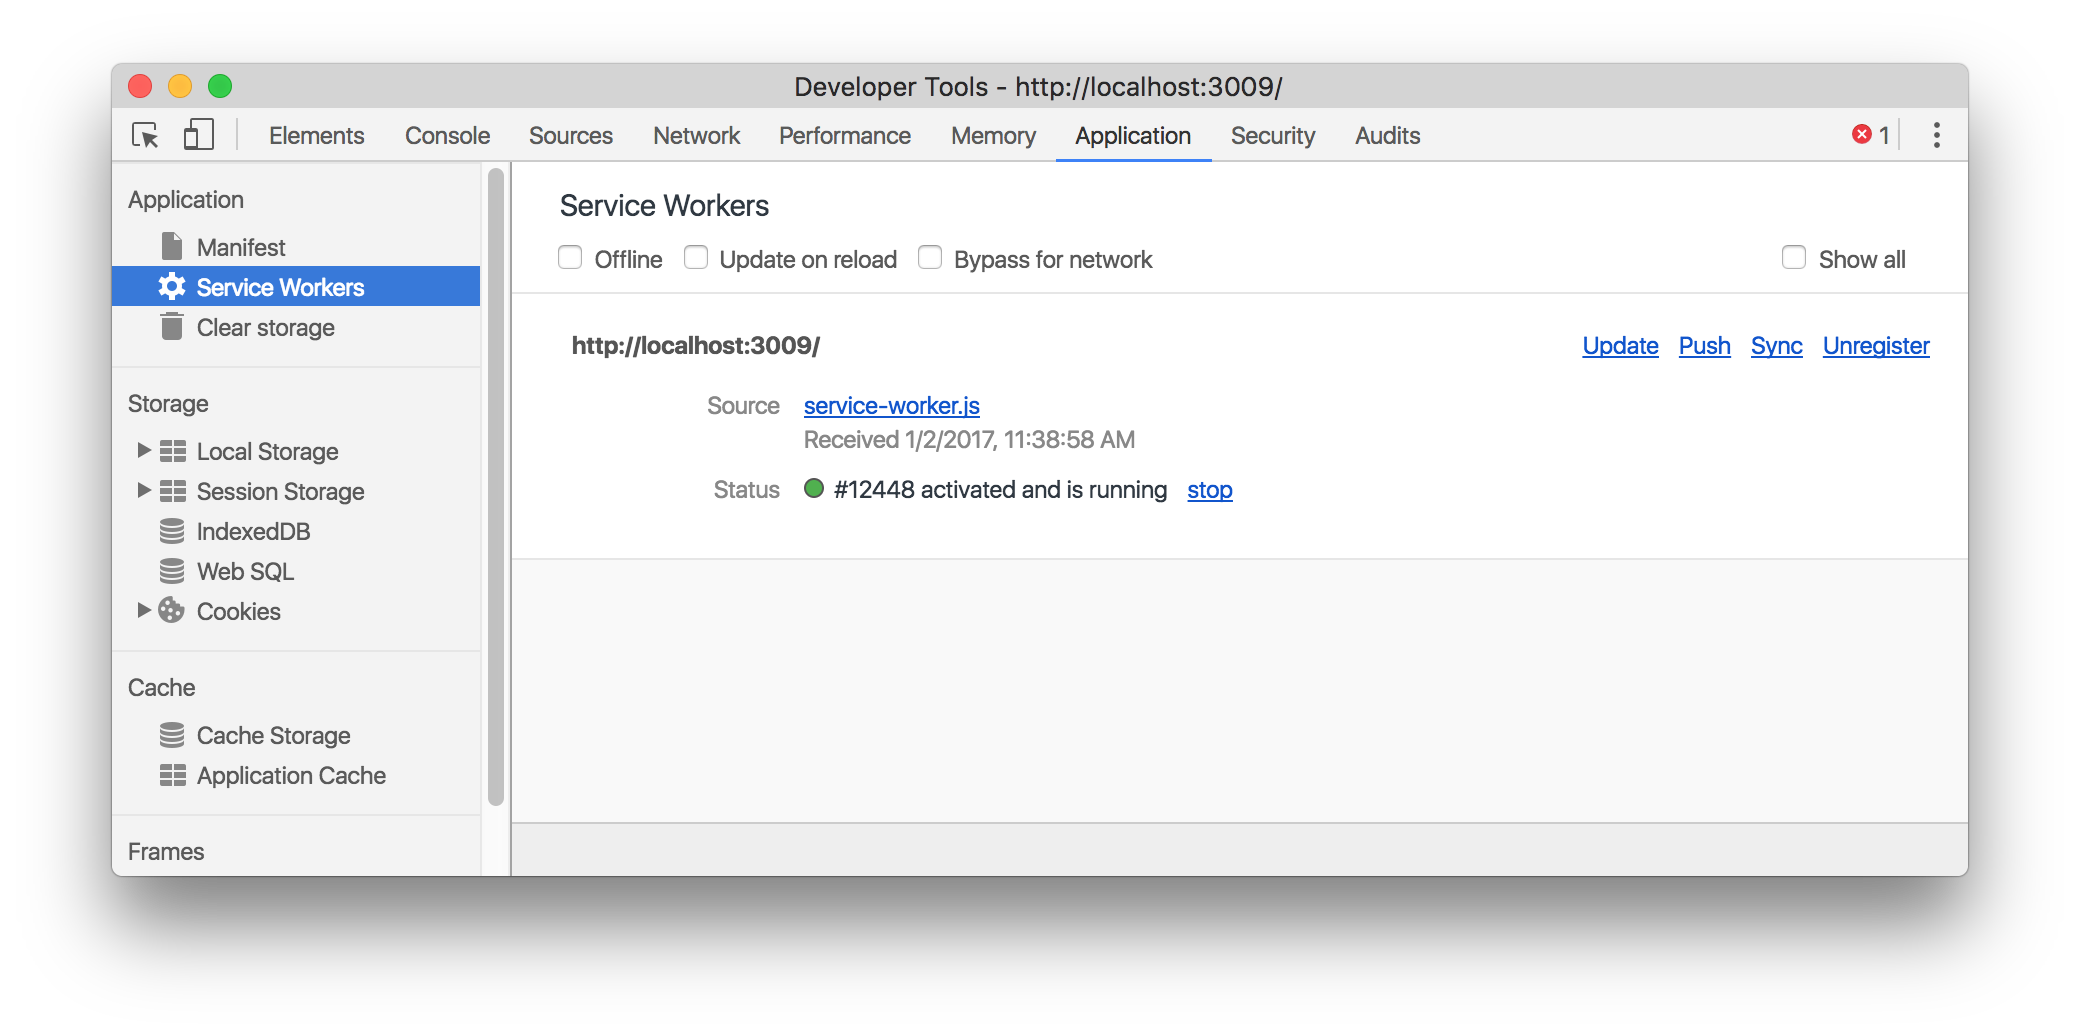 Developer Tools - http://localhost:3009/
Elements Console Sources Network Performance Memory Application Security Audits 1
Application
Manifest
Service Workers
Clear storage
Storage
Local Storage
Session Storage
IndexedDB
Web SQL
Cookies
Cache
Cache Storage
Application Cache
Frames
Service Workers
Offline Update on reload Bypass for network Show all
http://localhost:3009/ Update Push Sync Unregister
Source service-worker.js
Received 1/2/2017, 11:38:58 AM
Status #12448 activated and is running stop